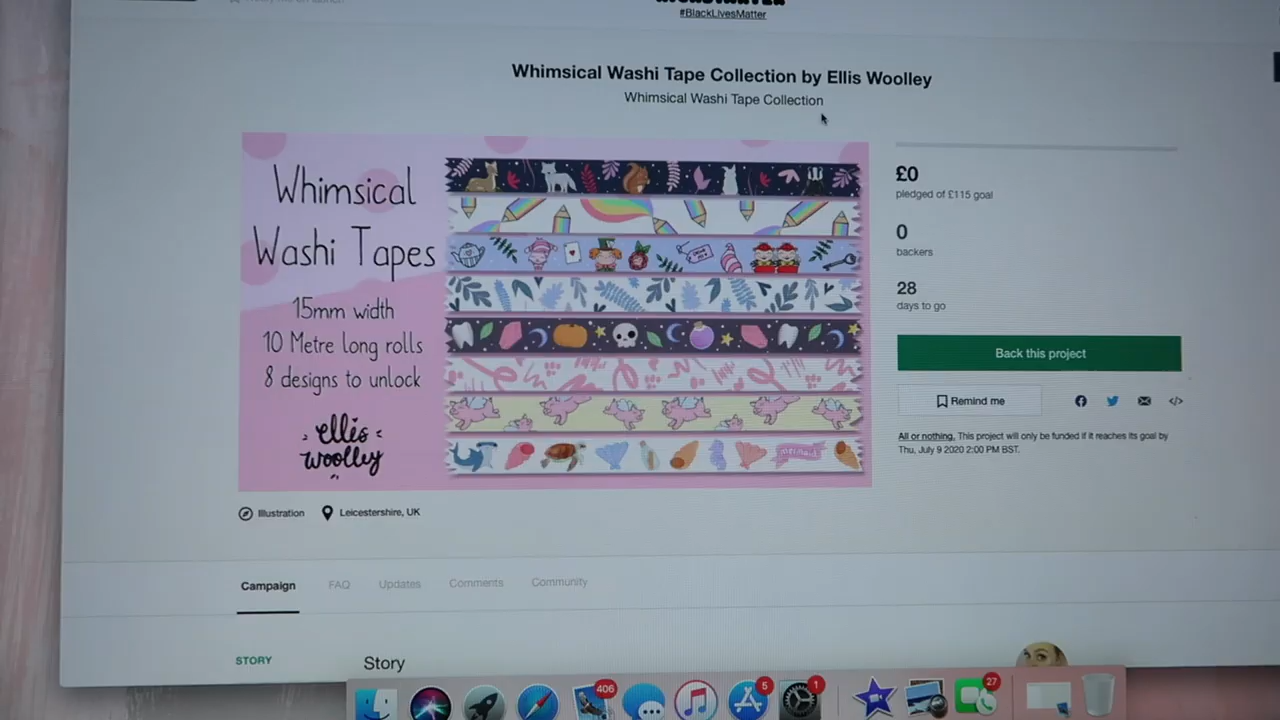 #BlackLivesMatter
Whimsical Washi Tape Collection by Ellis Woolley
Whimsical Washi Tape Collection
Whimsical
Washi Tapes
15mm width
10 Metre long rolls
8 designs to unlock
ellis
woolley
mermaid
£0
pledged of £115 goal
0
backers
28
days to go
Back this project
Remind me
All or nothing. This project will only be funded if it reaches its goal by
Thu, July 9 2020 2:00 PM BST.
Illustration
Leicestershire, UK
Campaign
FAQ
Updates
Comments
Community
STORY
Story
406
5
1
27